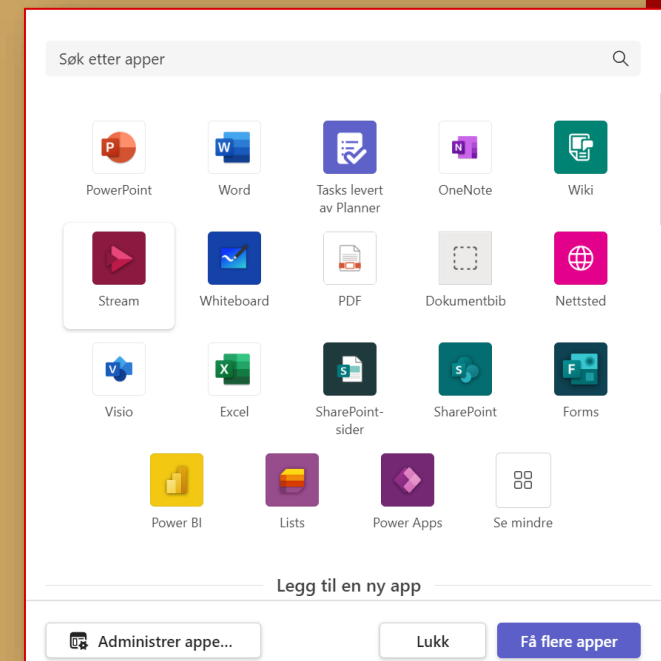 Søk etter apper
PowerPoint
Word
Tasks levert
av Planner
OneNote
Wiki
Stream
Whiteboard
PDF
Dokumentbib
Nettsted
Visio
Excel
SharePoint-
sider
SharePoint
Forms
Power BI
Lists
Power Apps
Se mindre
Legg til en ny app
Administrer appe...
Lukk
Få flere apper